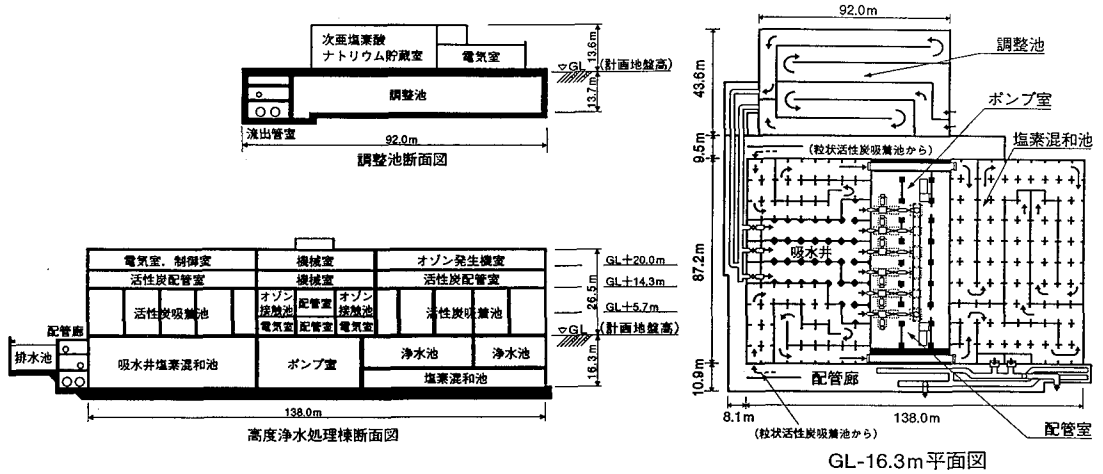 次亜塩素酸
ナトリウム貯蔵室
電気室
13.6m
▽GL
(計画地盤高)
調整池
13.7m
流出管室
92.0m
調整池断面図
電気室、制御室
機械室
オゾン発生機室
GL+20.0m
活性炭配管室
機械室
活性炭配管室
GL+14.3m
26.5m
活性炭吸着池
オゾン
接触池
配管室
オゾン
接触池
活性炭吸着池
GL+5.7m
電気室
配管室
電気室
▽GL
(計画地盤高)
配管廊
排水池
吸水井塩素混和池
ポンプ室
浄水池
浄水池
塩素混和池
16.3m
138.0m
高度浄水処理棟断面図
92.0m
調整池
43.6m
ポンプ室
塩素混和池
9.5m
(粒状活性炭吸着池から)
87.2m
吸水井
10.9m
配管廊
8.1m
138.0m
(粒状活性炭吸着池から)
配管室
GL-16.3m平面図